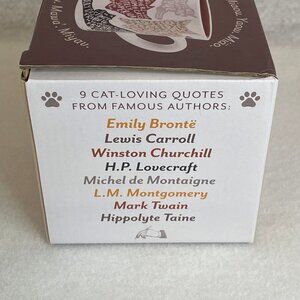 9 CAT-LOVING QUOTES
FROM FAMOUS AUTHORS:
Emily Brontë
Lewis Carroll
Winston Churchill
H.P. Lovecraft
Michel de Montaigne
L.M. Montgomery
Mark Twain
Hippolyte Taine